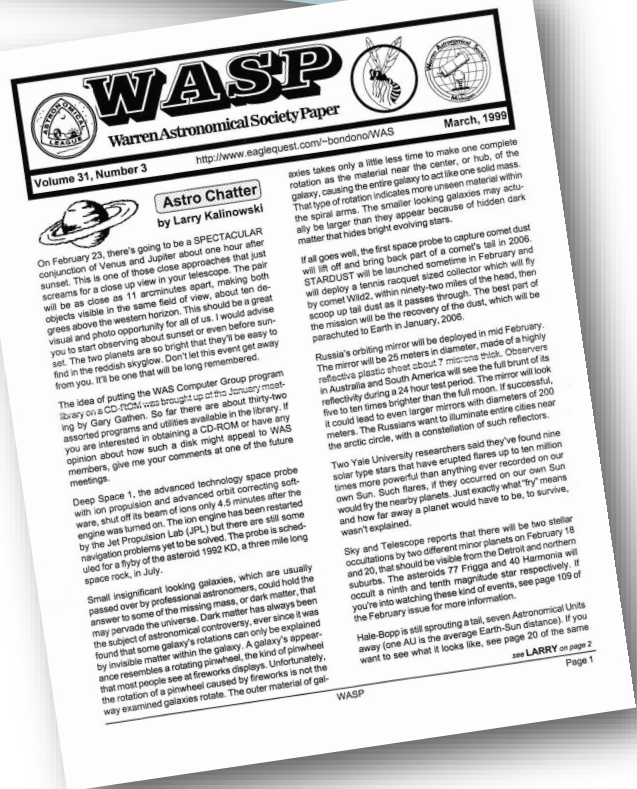 WASP
Warren Astronomical Society Paper
Volume 31, Number 3
http://www.eaglequest.com/~bondono/WAS
March, 1999
Astro Chatter
by Larry Kalinowski
On February 23, there's going to be a SPECTACULAR
conjunction of Venus and Jupiter about one hour after
sunset. This is one of those close approaches that just
screams for a close up view in your telescope. The pair
will be as close as 11 arcminutes apart, making both
objects visible in the same field of view, about ten de-
grees above the western horizon. This should be a great
visual and photo opportunity for all of us. I would advise
you to start observing about sunset or even before sun-
set. The two planets are so bright that they'll be easy to
find in the reddish skyglow. Don't let this event get away
from you. It'll be one that will be long remembered.
The idea of putting the WAS Computer Group program
library on a CD-ROM was brought up at the January meet-
ing by Gary Gathen. So far there are about thirty-two
assorted programs and utilities available in the library. If
you are interested in obtaining a CD-ROM or have any
opinion about how such a disk might appeal to WAS
members, give me your comments at one of the future
meetings.
Deep Space 1, the advanced technology space probe
with ion propulsion and advanced orbit correcting soft-
ware, shut off its beam of ions only 4.5 minutes after the
engine was turned on. The ion engine has been restarted
by the Jet Propulsion Lab (JPL) but there are still some
navigation problems yet to be solved. The probe is sched-
uled for a flyby of the asteroid 1992 KD, a three mile long
space rock, in July.
Small insignificant looking galaxies, which are usually
passed over by professional astronomers, could hold the
answer to some of the missing mass, or dark matter, that
may pervade the universe. Dark matter has always been
the subject of astronomical controversy, ever since it was
found that some galaxy's rotations can only be explained
by invisible matter within the galaxy. A galaxy's appear-
ance resembles a rotating pinwheel, the kind of pinwheel
that most people see at fireworks displays. Unfortunately,
the rotation of a pinwheel caused by fireworks is not the
way examined galaxies rotate. The outer material of gal-
axies takes only a little less time to make one complete
rotation as the material near the center, or hub, of the
galaxy, causing the entire galaxy to act like one solid mass.
That type of rotation indicates more unseen material within
the spiral arms. The smaller looking galaxies may actu-
ally be larger than they appear because of hidden dark
matter that hides bright evolving stars.
If all goes well, the first space probe to capture comet dust
will lift off and bring back part of a comet's tail in 2006.
STARDUST will be launched sometime in February and
will deploy a tennis racquet sized collector which will fly
by comet Wild2, within ninety-two miles of the head, then
scoop up tail dust as it passes through. The best part of
the mission will be the recovery of the dust, which will be
parachuted to Earth in January, 2006.
Russia's orbiting mirror will be deployed in mid February.
The mirror will be 25 meters in diameter, made of a highly
reflective plastic sheet about 7 microns thick. Observers
in Australia and South America will see the full brunt of its
reflectivity during a 24 hour test period. The mirror will look
five to ten times brighter than the full moon. If successful,
it could lead to even larger mirrors with diameters of 200
meters. The Russians want to illuminate entire cities near
the arctic circle, with a constellation of such reflectors.
Two Yale University researchers said they've found nine
solar type stars that have erupted flares up to ten million
times more powerful than anything ever recorded on our
own Sun. Such flares, if they occurred on our own Sun
would fry the nearby planets. Just exactly what "fry" means
and how far away a planet would have to be, to survive,
wasn't explained.
Sky and Telescope reports that there will be two stellar
occultations by two different minor planets on February 18
and 20, that should be visible from the Detroit and northern
suburbs. The asteroids 77 Frigga and 40 Harmonia will
occult a ninth and tenth magnitude star respectively. If
you're into watching these kind of events, see page 109 of
the February issue for more information.
Hale-Bopp is still sprouting a tail, seven Astronomical Units
away (one AU is the average Earth-Sun distance). If you
want to see what it looks like, see page 20 of the same
see LARRY on page 2
WASP
Page 1